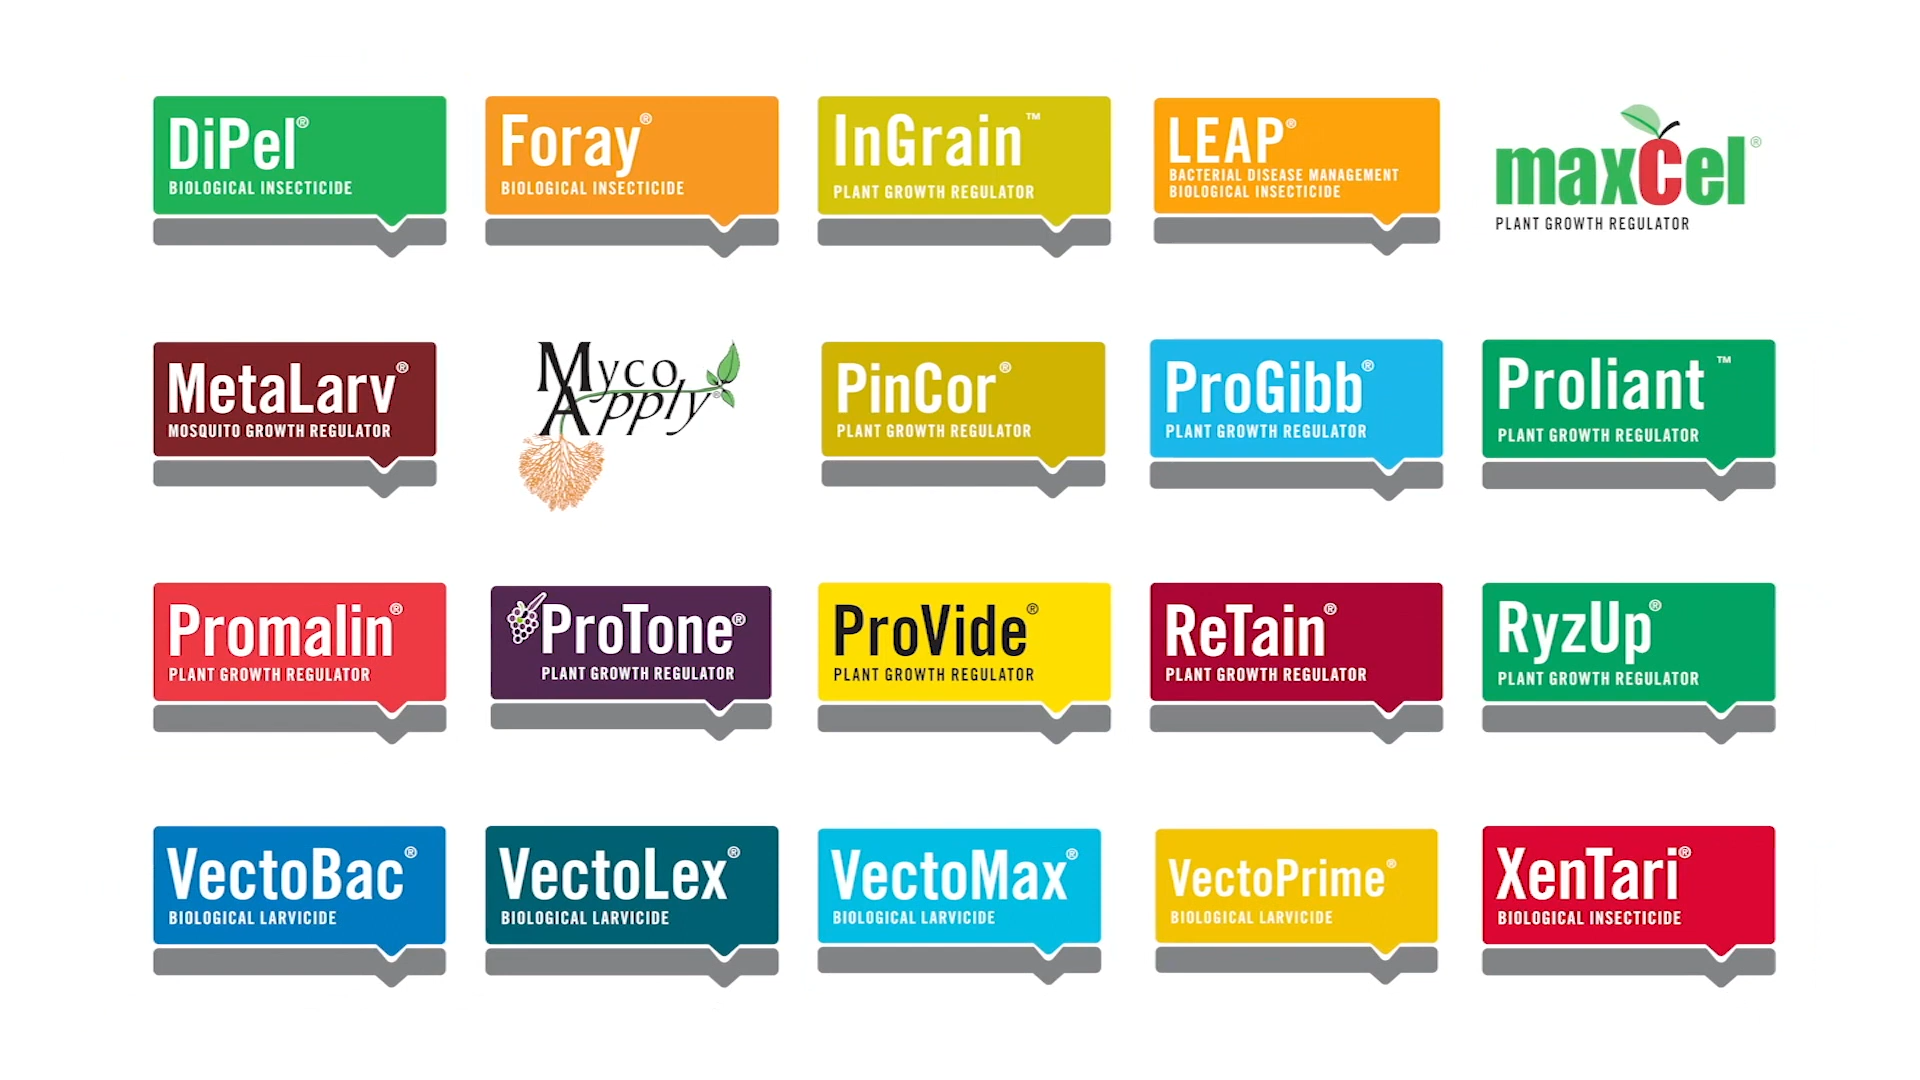 DiPel®
BIOLOGICAL INSECTICIDE
Foray®
BIOLOGICAL INSECTICIDE
InGrain™
PLANT GROWTH REGULATOR
LEAP®
BACTERIAL DISEASE MANAGEMENT
BIOLOGICAL INSECTICIDE
maxCel®
PLANT GROWTH REGULATOR
MetaLarv®
MOSQUITO GROWTH REGULATOR
Myco
Apply®
PinCor®
PLANT GROWTH REGULATOR
ProGibb®
PLANT GROWTH REGULATOR
Proliant™
PLANT GROWTH REGULATOR
Promalin®
PLANT GROWTH REGULATOR
ProTone®
PLANT GROWTH REGULATOR
ProVide®
PLANT GROWTH REGULATOR
ReTain®
PLANT GROWTH REGULATOR
RyzUp®
PLANT GROWTH REGULATOR
VectoBac®
BIOLOGICAL LARVICIDE
VectoLex®
BIOLOGICAL LARVICIDE
VectoMax®
BIOLOGICAL LARVICIDE
VectoPrime®
BIOLOGICAL LARVICIDE
XenTari®
BIOLOGICAL INSECTICIDE